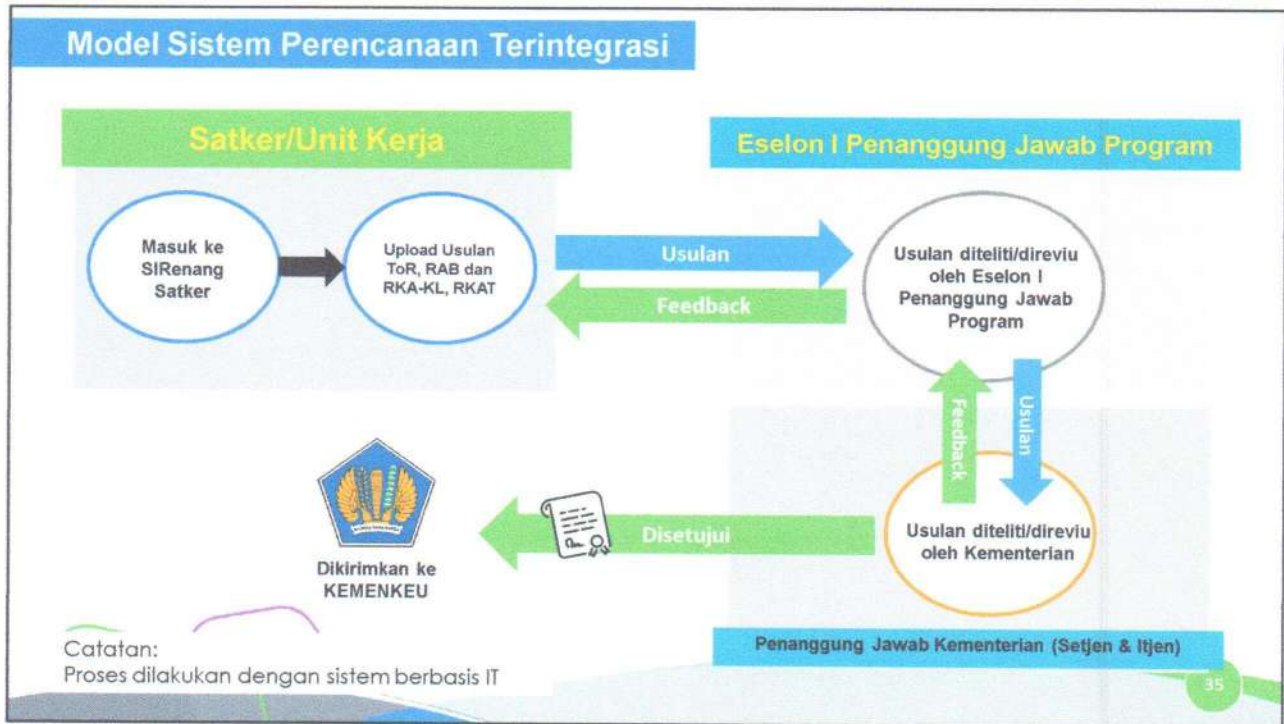 Model Sistem Perencanaan Terintegrasi
Satker/Unit Kerja
Eselon I Penanggung Jawab Program
Masuk ke
SIRenang
Satker
Upload Usulan
ToR, RAB dan
RKA-KL, RKAT
Usulan
Feedback
Usulan diteliti/direviu
oleh Eselon I
Penanggung Jawab
Program
Feedback
Usulan
Usulan diteliti/direviu
oleh Kementerian
Disetujui
Dikirimkan ke
KEMENKEU
Penanggung Jawab Kementerian (Setjen & Itjen)
Catatan:
Proses dilakukan dengan sistem berbasis IT
35